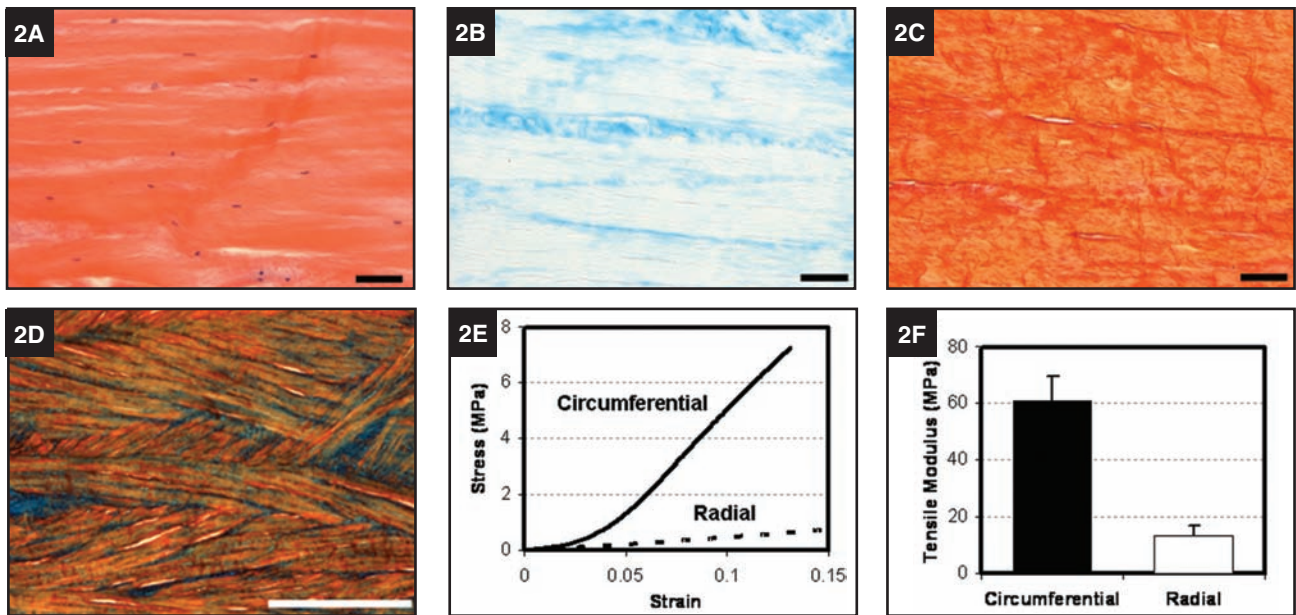 2A
2B
2C
2D
2E
8
6
4
2
0
Stress (MPa)
Circumferential
Radial
0
0.05
0.1
0.15
Strain
2F
80
60
40
20
0
Tensile Modulus (MPa)
Circumferential
Radial